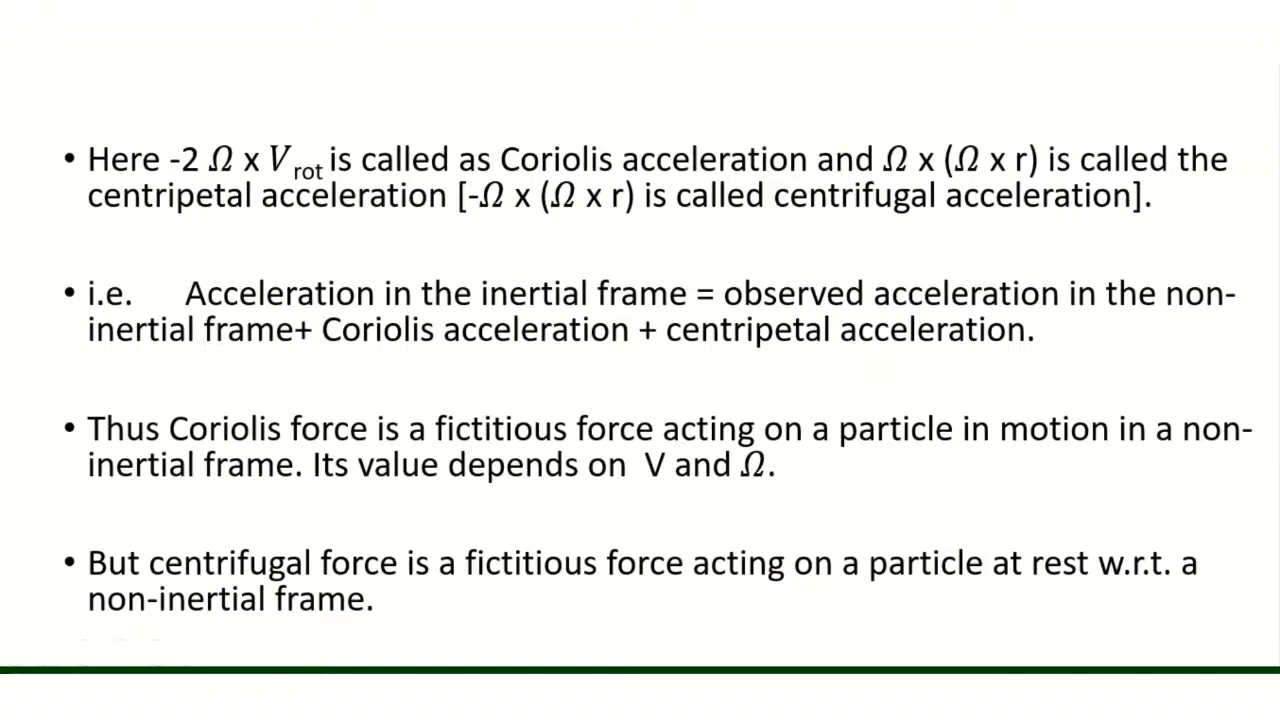 • Here -2 Ω x V rot is called as Coriolis acceleration and Ω x (Ω x r) is called the
centripetal acceleration [-Ω x (Ω x r) is called centrifugal acceleration].
• i.e. Acceleration in the inertial frame = observed acceleration in the non-
inertial frame+ Coriolis acceleration + centripetal acceleration.
• Thus Coriolis force is a fictitious force acting on a particle in motion in a non-
inertial frame. Its value depends on V and Ω.
• But centrifugal force is a fictitious force acting on a particle at rest w.r.t. a
non-inertial frame.